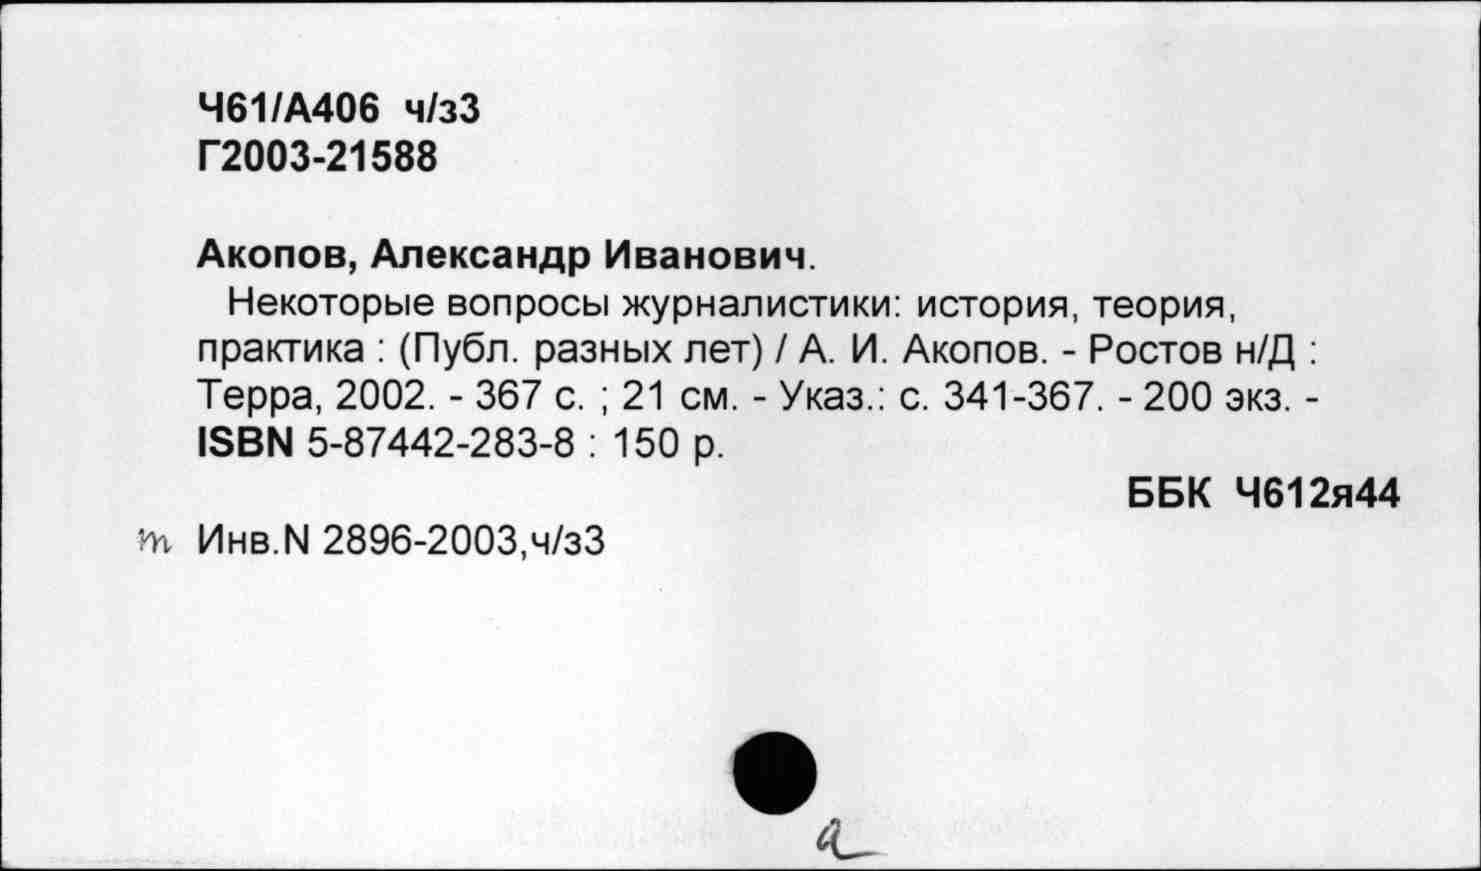 Ч61/А406 ч/з3
Г2003-21588
Акопов, Александр Иванович.
Некоторые вопросы журналистики: история, теория,
практика : (Публ. разных лет) / А. И. Акопов. - Ростов н/Д :
Терра, 2002. - 367 с. ; 21 см. - Указ.: с. 341-367. - 200 экз. -
ISBN 5-87442-283-8 : 150 р.
ББК Ч612я44
т Инв.N 2896-2003,ч/з3